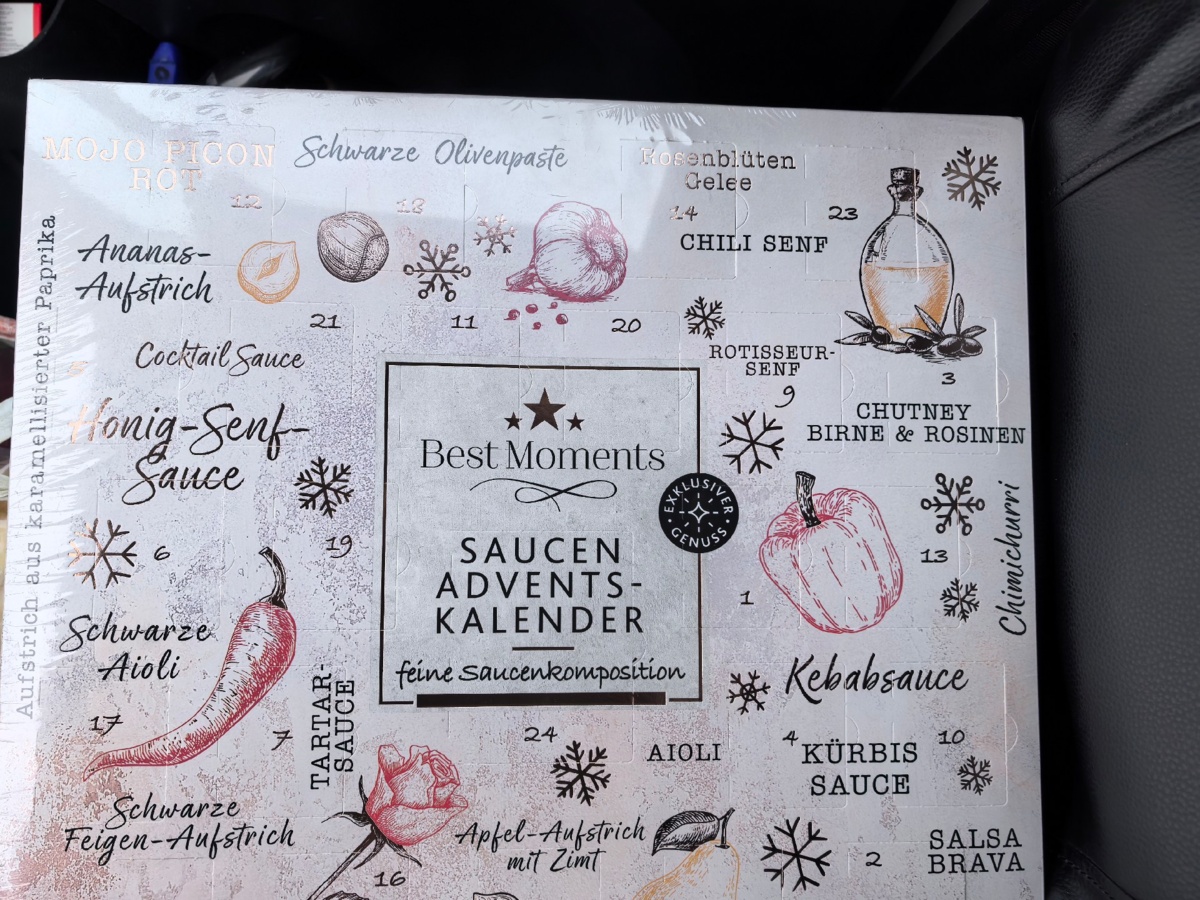 MOJO PICON
ROT
Schwarze Olivenpaste
Rosenblüten
Gelee
12
18
14
23
CHILI SENF
Ananas-
Aufstrich
Aufstrich aus karamellisierter Paprika
21
11
20
Cocktail Sauce
ROTISSEUR-
SENF
9
3
CHUTNEY
BIRNE & ROSINEN
Honig-Senf-
Sauce
Best Moments
EXKLUSIVER
GENUSS
SAUCEN
ADVENTS-
KALENDER
feine Saucenkomposition
6
19
13
1
Chimichurri
Schwarze
Aioli
Kebabsauce
17
7
TARTAR-
SAUCE
24
AIOLI
4
KÜRBIS
SAUCE
10
Schwarze
Feigen-Aufstrich
Apfel-Aufstrich
mit Zimt
16
2
SALSA
BRAVA